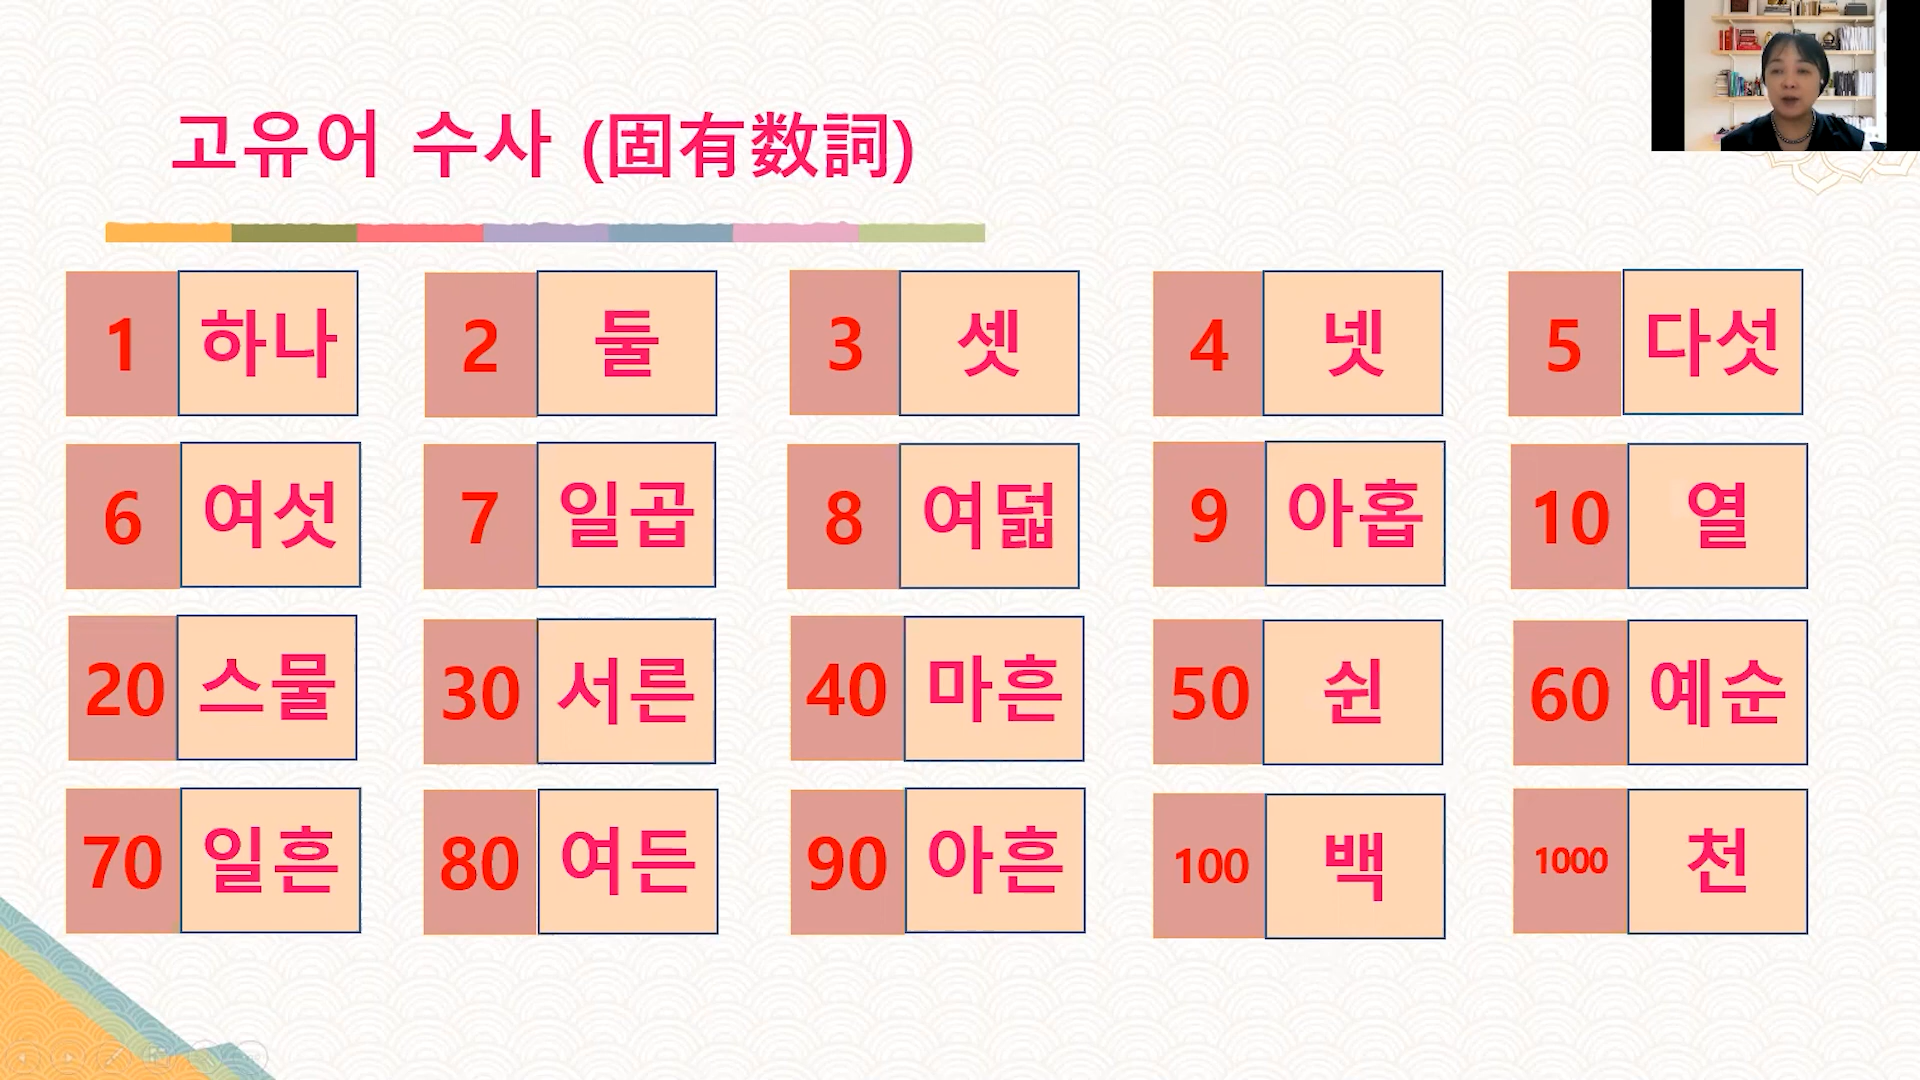 고유어 수사 (固有数詞)
1 하나 2 둘 3 셋 4 넷 5 다섯
6 여섯 7 일곱 8 여덟 9 아홉 10 열
20 스물 30 서른 40 마흔 50 쉰 60 예순
70 일흔 80 여든 90 아흔 100 백 1000 천